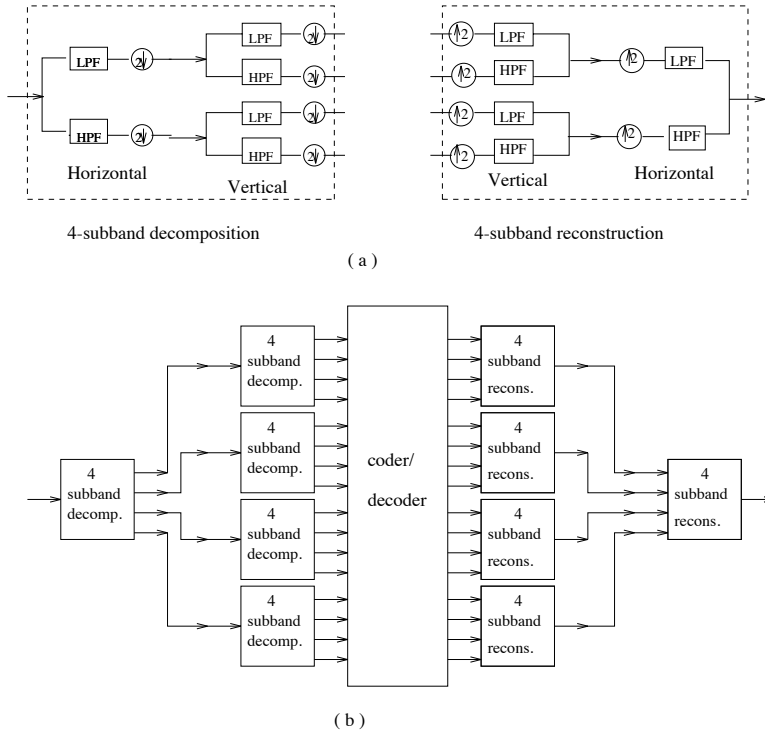 LPF 2↓ LPF 2↓
HPF 2↓
HPF 2↓ LPF 2↓
HPF 2↓
Horizontal
Vertical
↑2 LPF ↑2 LPF
↑2 HPF
↑2 LPF ↑2 HPF
↑2 HPF
Vertical
Horizontal
4-subband decomposition
4-subband reconstruction
( a )
4
subband
decomp.
4
subband
decomp.
4
subband
decomp.
4
subband
decomp.
4
subband
decomp.
coder/
decoder
4
subband
recons.
4
subband
recons.
4
subband
recons.
4
subband
recons.
4
subband
recons.
( b )